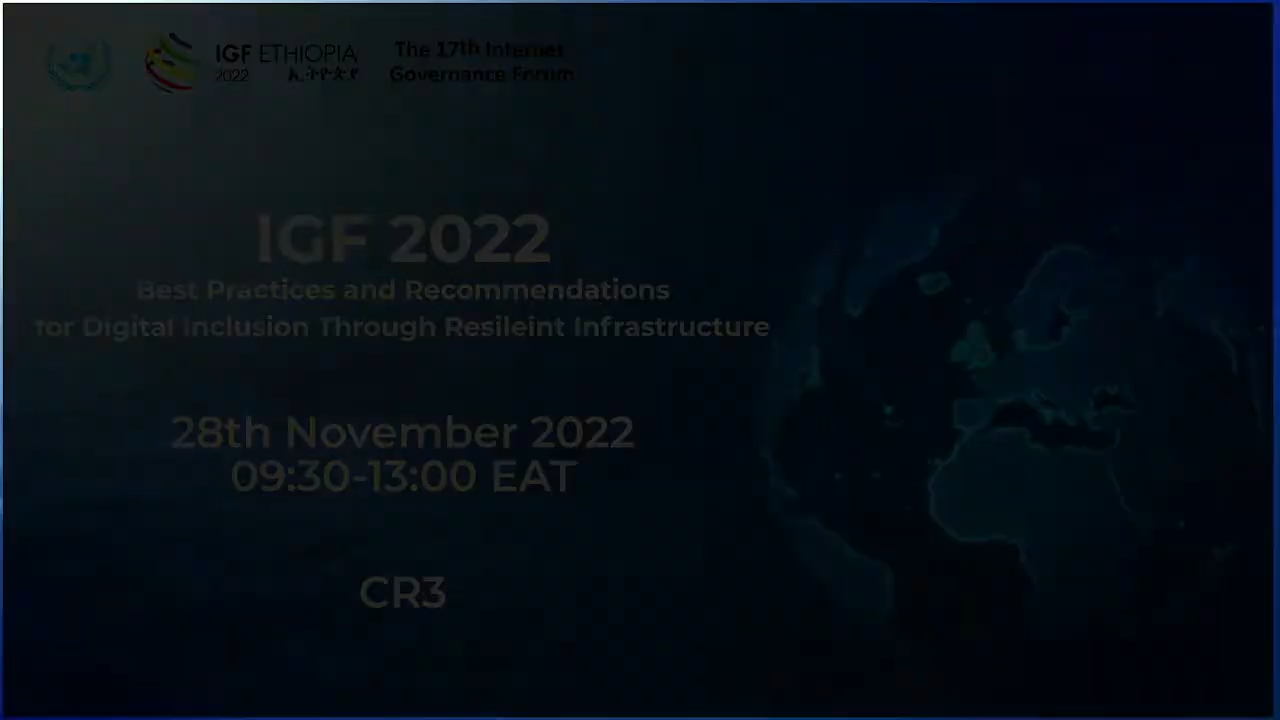 IGF ETHIOPIA
2022 ኢትዮጵያ
The 17th Internet
Governance Forum
IGF 2022
Best Practices and Recommendations
for Digital Inclusion Through Resileint Infrastructure
28th November 2022
09:30-13:00 EAT
CR3